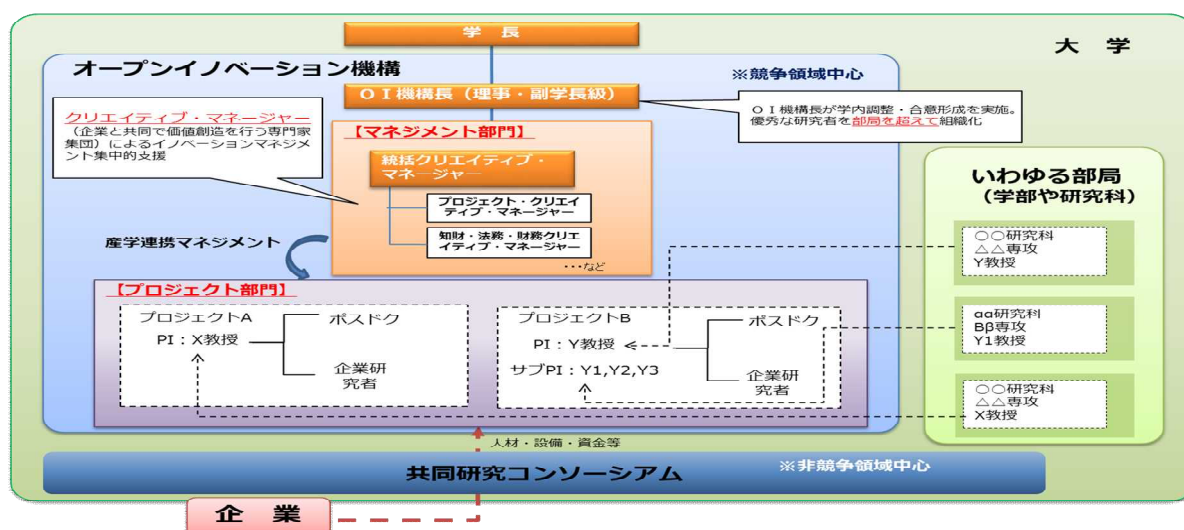 学 長
大 学
オープンイノベーション機構
※競争領域中心
ＯＩ機構長（理事・副学長級）
ＯＩ機構長が学内調整・合意形成を実施。
優秀な研究者を部局を超えて組織化
クリエイティブ・マネージャー
（企業と共同で価値創造を行う専門家
集団）によるイノベーションマネジメ
ント集中的支援
【マネジメント部門】
統括クリエイティブ・
マネージャー
プロジェクト・クリエイ
ティブ・マネージャー
知財・法務・財務クリエ
イティブ・マネージャー
…など
産学連携マネジメント
いわゆる部局
（学部や研究科）
○○研究科
△△専攻
Y教授
αα研究科
Ββ専攻
Y1教授
○○研究科
△△専攻
X教授
【プロジェクト部門】
プロジェクトA
PI：X教授
ポスドク
企業研
究者
プロジェクトB
PI：Y教授
サブPI：Y1,Y2,Y3
ポスドク
企業研
究者
人材・設備・資金等
共同研究コンソーシアム
※非競争領域中心
企 業